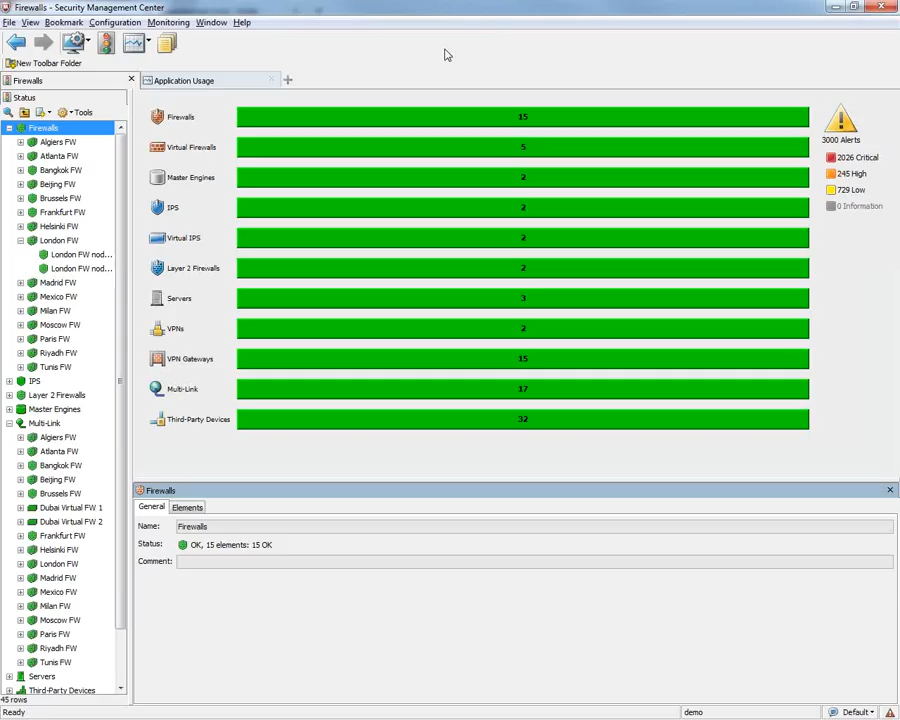 Firewalls - Security Management Center
File View Bookmark Configuration Monitoring Window Help
New Toolbar Folder
Firewalls
Application Usage
Status
Tools
Firewalls
Algiers FW
Atlanta FW
Bangkok FW
Beijing FW
Brussels FW
Frankfurt FW
Helsinki FW
London FW
London FW nod...
London FW nod...
Madrid FW
Mexico FW
Milan FW
Moscow FW
Paris FW
Riyadh FW
Tunis FW
IPS
Layer 2 Firewalls
Master Engines
Multi-Link
Algiers FW
Atlanta FW
Bangkok FW
Beijing FW
Brussels FW
Dubai Virtual FW 1
Dubai Virtual FW 2
Frankfurt FW
Helsinki FW
London FW
Madrid FW
Mexico FW
Milan FW
Moscow FW
Paris FW
Riyadh FW
Tunis FW
Servers
Third-Party Devices
45 rows
Firewalls 15
Virtual Firewalls 5
Master Engines 2
IPS 2
Virtual IPS 2
Layer 2 Firewalls 2
Servers 3
VPNs 2
VPN Gateways 15
Multi-Link 17
Third-Party Devices 32
3000 Alerts
2026 Critical
245 High
729 Low
0 Information
Firewalls
General Elements
Name: Firewalls
Status: OK, 15 elements: 15 OK
Comment:
Ready demo Default